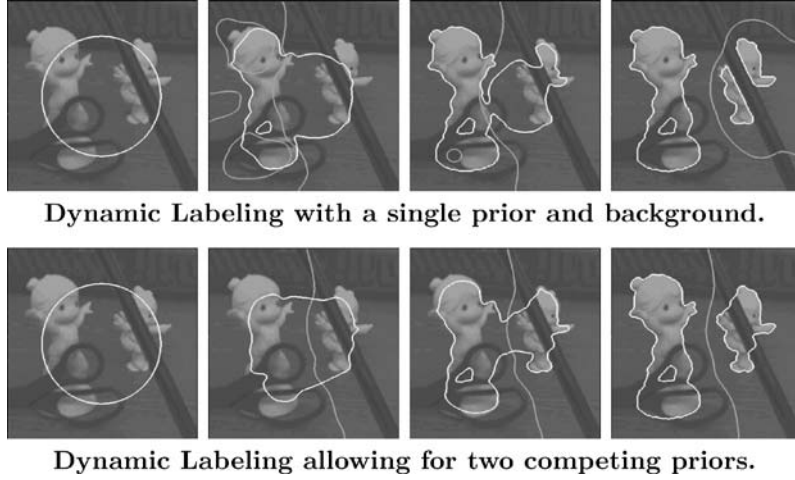 Dynamic Labeling with a single prior and background.
Dynamic Labeling allowing for two competing priors.